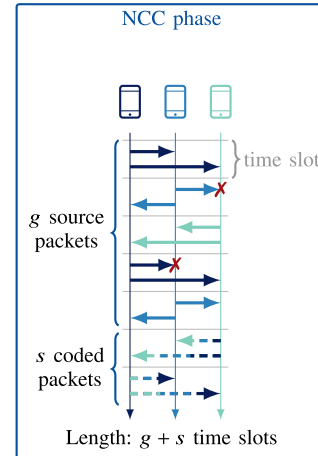 NCC phase
time slot
g source
packets
s coded
packets
Length: g + s time slots